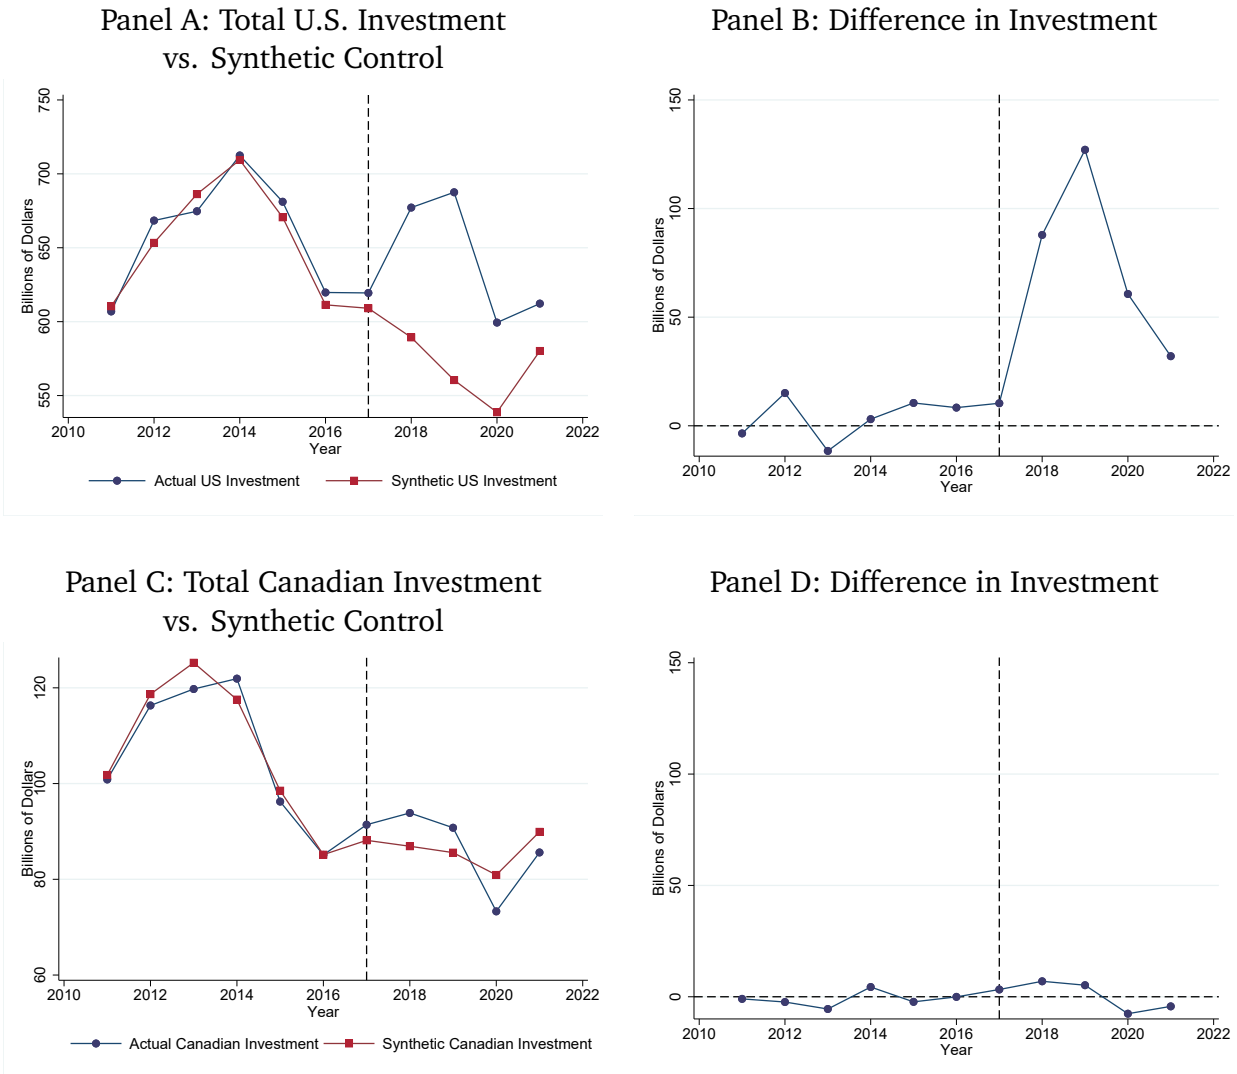 Panel A: Total U.S. Investment
vs. Synthetic Control
750
700
650
600
550
Billions of Dollars
2010 2012 2014 2016 2018 2020 2022
Year
Actual US Investment Synthetic US Investment
Panel B: Difference in Investment
150
100
50
0
Billions of Dollars
2010 2012 2014 2016 2018 2020 2022
Year
Panel C: Total Canadian Investment
vs. Synthetic Control
120
100
80
60
Billions of Dollars
2010 2012 2014 2016 2018 2020 2022
Year
Actual Canadian Investment Synthetic Canadian Investment
Panel D: Difference in Investment
150
100
50
0
Billions of Dollars
2010 2012 2014 2016 2018 2020 2022
Year